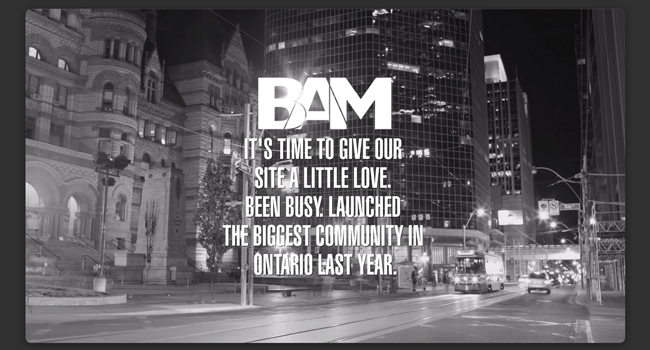 BAM
IT'S TIME TO GIVE OUR
SITE A LITTLE LOVE.
BEEN BUSY. LAUNCHED
THE BIGGEST COMMUNITY IN
ONTARIO LAST YEAR.